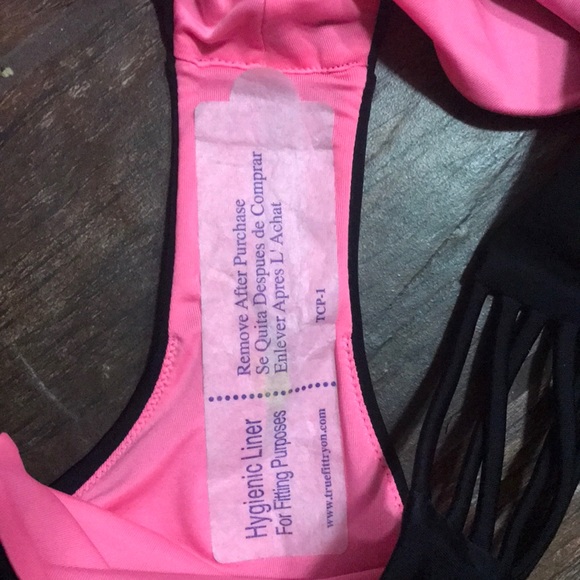 Hygienic Liner
For Fitting Purposes
www.truefittryon.com
Remove After Purchase
Se Quita Despues de Comprar
Enlever Apres L' Achat
TCP-1